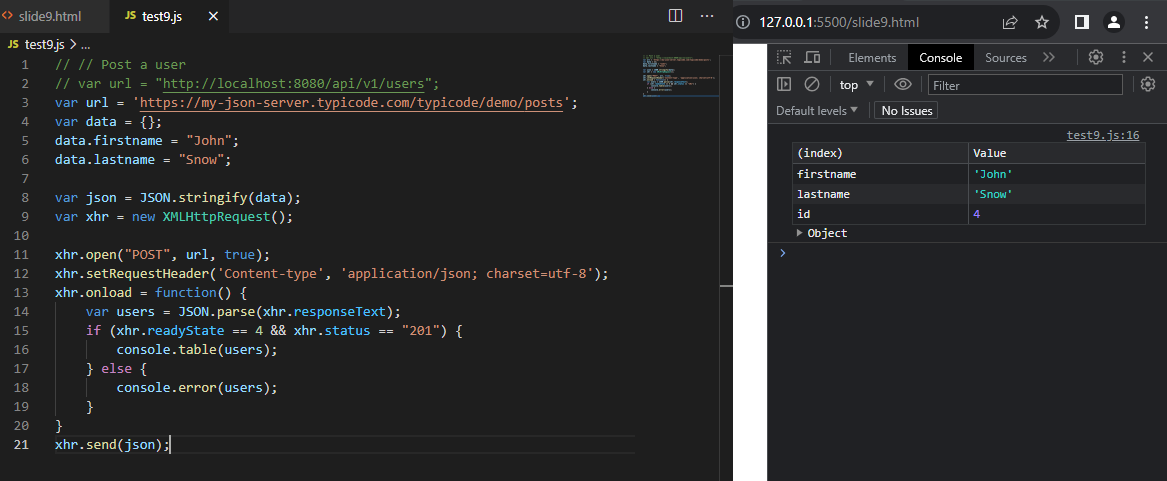 slide9.html
JS test9.js
JS test9.js > ...
1 // // Post a user
2 // var url = "http://localhost:8080/api/v1/users";
3 var url = 'https://my-json-server.typicode.com/typicode/demo/posts';
4 var data = {};
5 data.firstname = "John";
6 data.lastname = "Snow";
7
8 var json = JSON.stringify(data);
9 var xhr = new XMLHttpRequest();
10
11 xhr.open("POST", url, true);
12 xhr.setRequestHeader('Content-type', 'application/json; charset=utf-8');
13 xhr.onload = function() {
14 var users = JSON.parse(xhr.responseText);
15 if (xhr.readyState == 4 && xhr.status == "201") {
16 console.table(users);
17 } else {
18 console.error(users);
19 }
20 }
21 xhr.send(json);
127.0.0.1:5500/slide9.html
Elements Console Sources
top Filter
Default levels No Issues
test9.js:16
(index) Value
firstname 'John'
lastname 'Snow'
id 4
Object